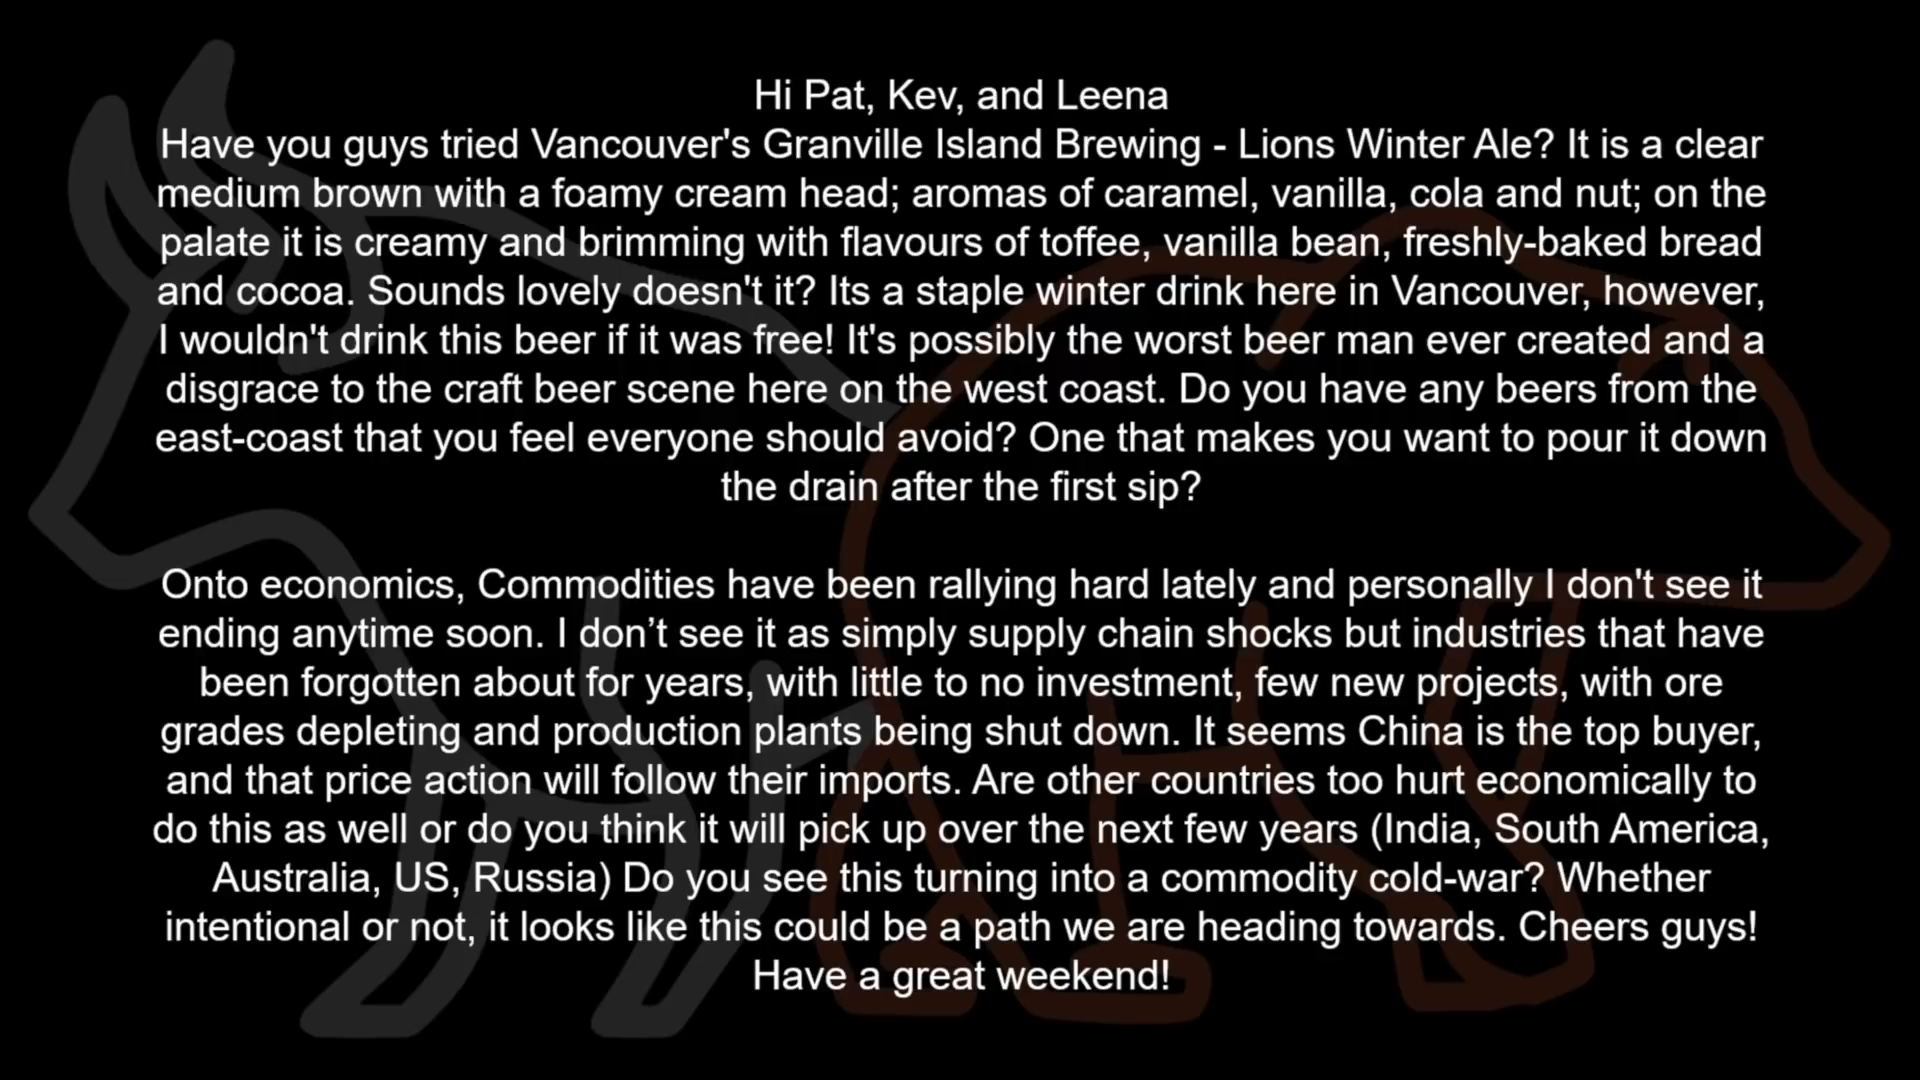 Hi Pat, Kev, and Leena
Have you guys tried Vancouver's Granville Island Brewing - Lions Winter Ale? It is a clear
medium brown with a foamy cream head; aromas of caramel, vanilla, cola and nut; on the
palate it is creamy and brimming with flavours of toffee, vanilla bean, freshly-baked bread
and cocoa. Sounds lovely doesn't it? Its a staple winter drink here in Vancouver, however,
I wouldn't drink this beer if it was free! It's possibly the worst beer man ever created and a
disgrace to the craft beer scene here on the west coast. Do you have any beers from the
east-coast that you feel everyone should avoid? One that makes you want to pour it down
the drain after the first sip?
Onto economics, Commodities have been rallying hard lately and personally I don't see it
ending anytime soon. I don’t see it as simply supply chain shocks but industries that have
been forgotten about for years, with little to no investment, few new projects, with ore
grades depleting and production plants being shut down. It seems China is the top buyer,
and that price action will follow their imports. Are other countries too hurt economically to
do this as well or do you think it will pick up over the next few years (India, South America,
Australia, US, Russia) Do you see this turning into a commodity cold-war? Whether
intentional or not, it looks like this could be a path we are heading towards. Cheers guys!
Have a great weekend!